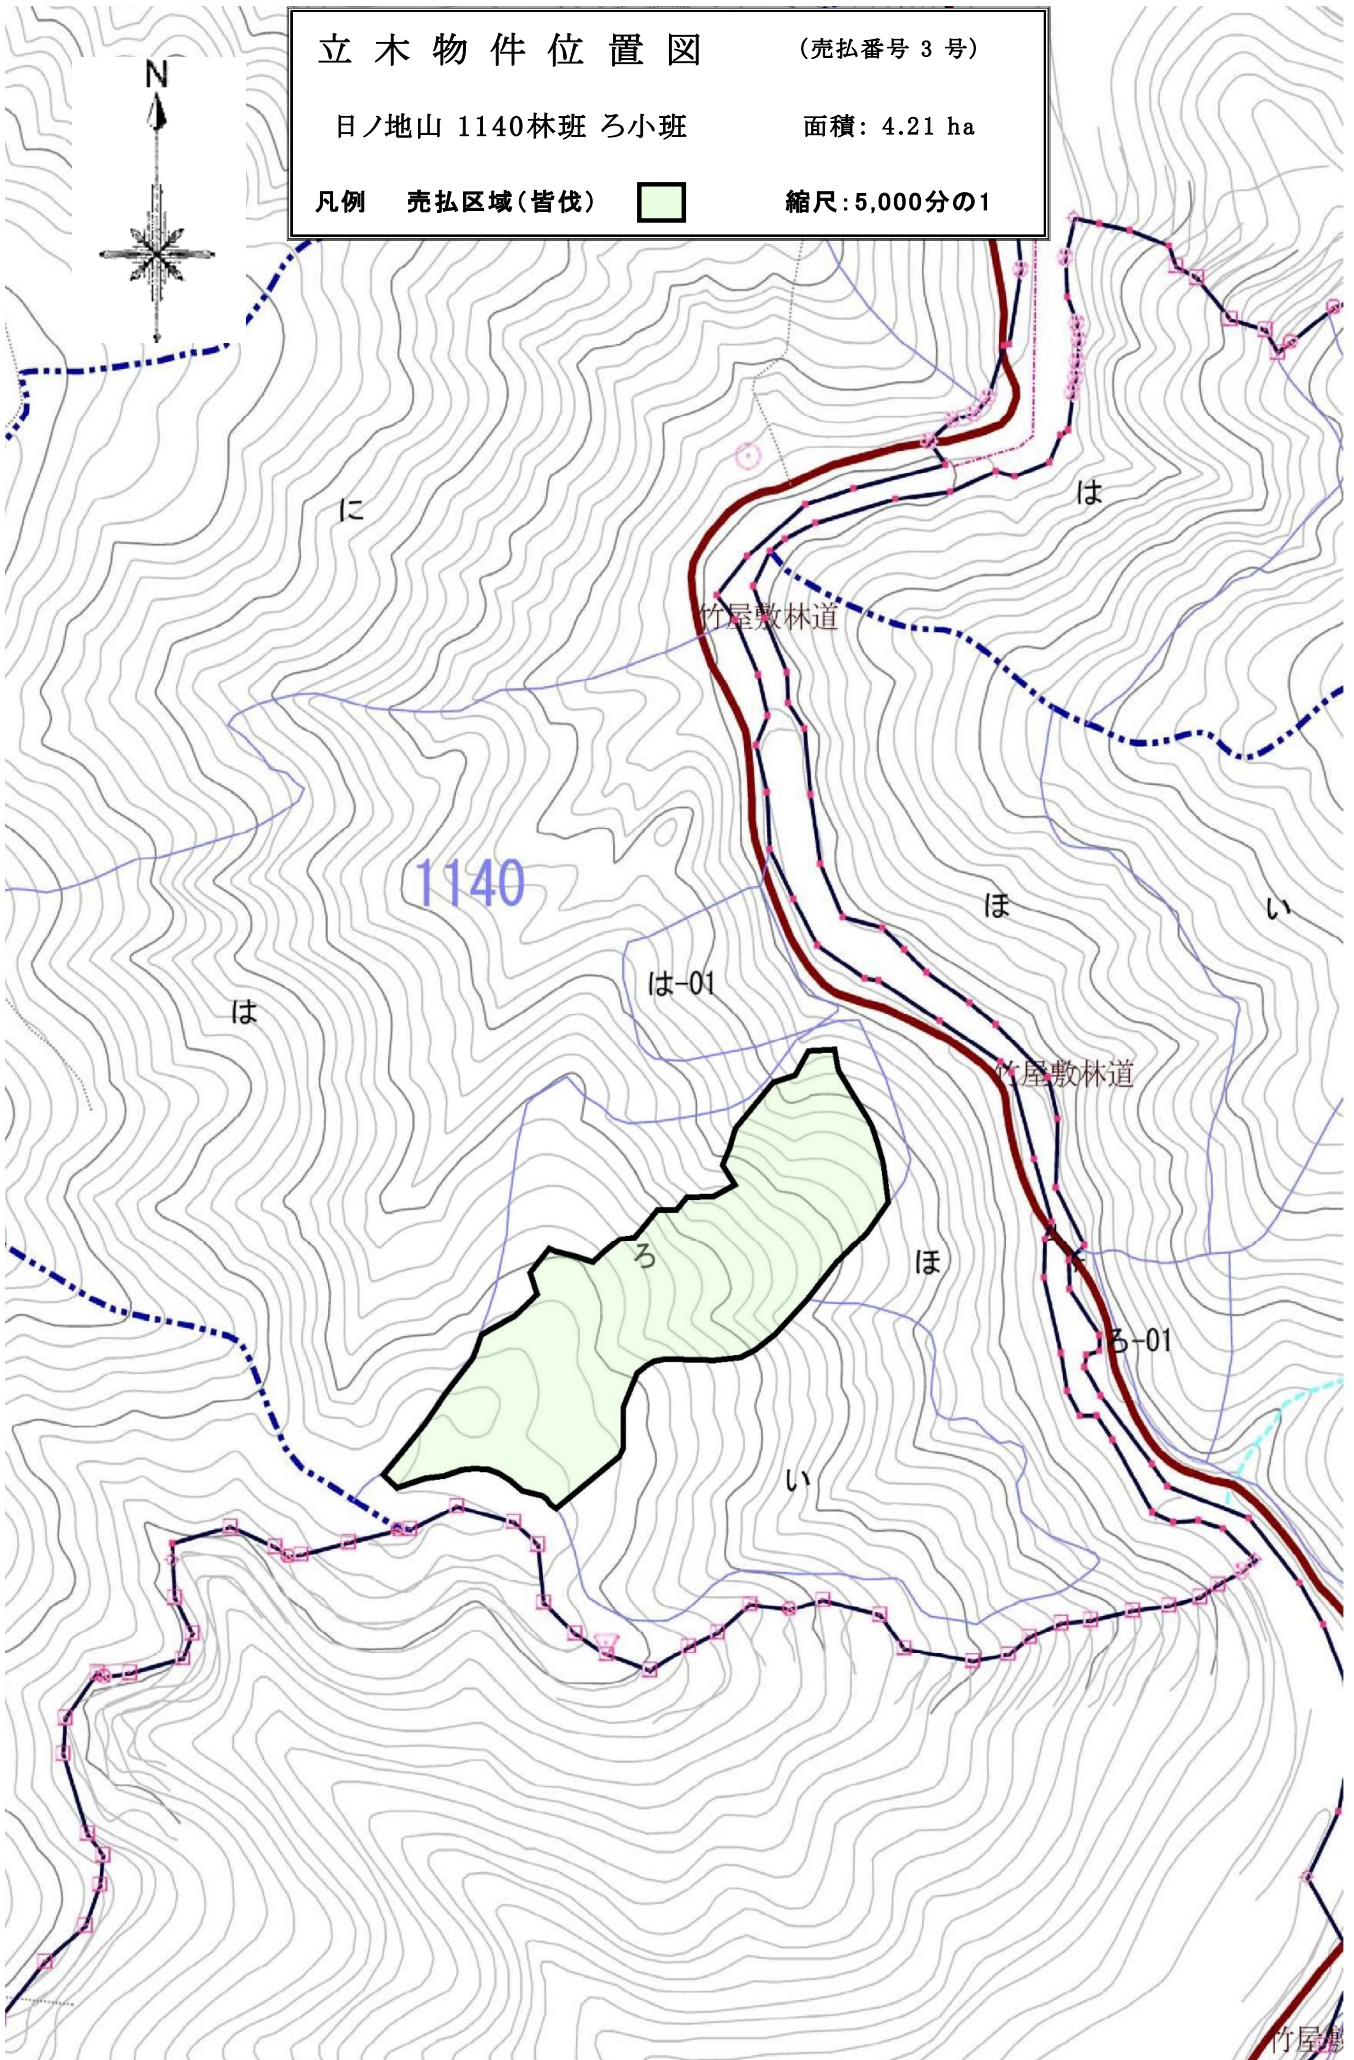 立木物件位置図 (売払番号 3 号)
日ノ地山 1140林班 ろ小班 面積: 4.21 ha
凡例 売払区域(皆伐) 縮尺:5,000分の1
N
に
は
竹屋敷林道
1140
ほ
い
は-01
は
竹屋敷林道
ろ
ほ
ろ-01
い
竹屋敷